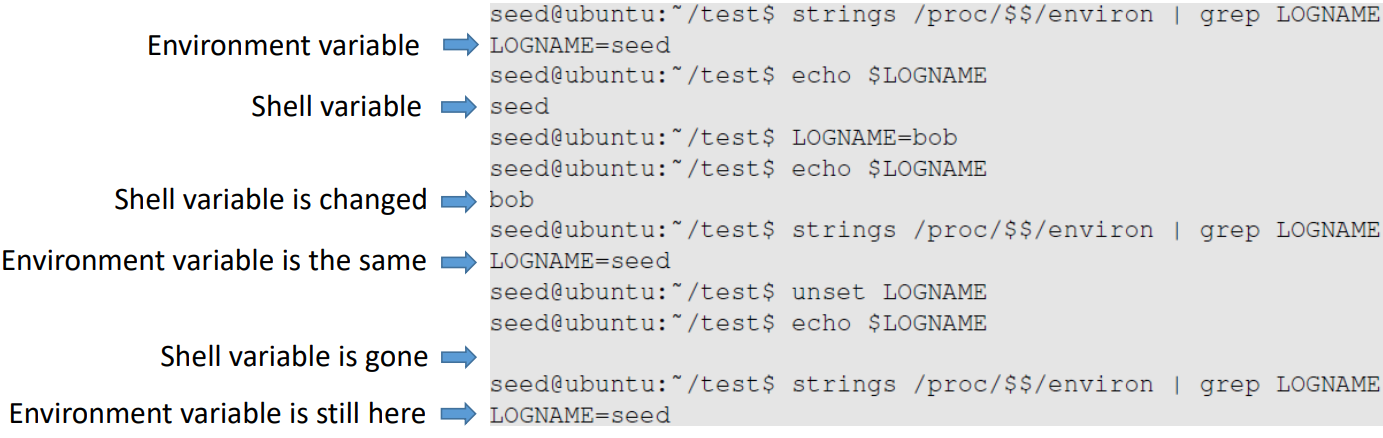 seed@ubuntu:~/test$ strings /proc/$$/environ | grep LOGNAME
Environment variable LOGNAME=seed
seed@ubuntu:~/test$ echo $LOGNAME
Shell variable seed
seed@ubuntu:~/test$ LOGNAME=bob
seed@ubuntu:~/test$ echo $LOGNAME
Shell variable is changed bob
seed@ubuntu:~/test$ strings /proc/$$/environ | grep LOGNAME
Environment variable is the same LOGNAME=seed
seed@ubuntu:~/test$ unset LOGNAME
seed@ubuntu:~/test$ echo $LOGNAME
Shell variable is gone
seed@ubuntu:~/test$ strings /proc/$$/environ | grep LOGNAME
Environment variable is still here LOGNAME=seed